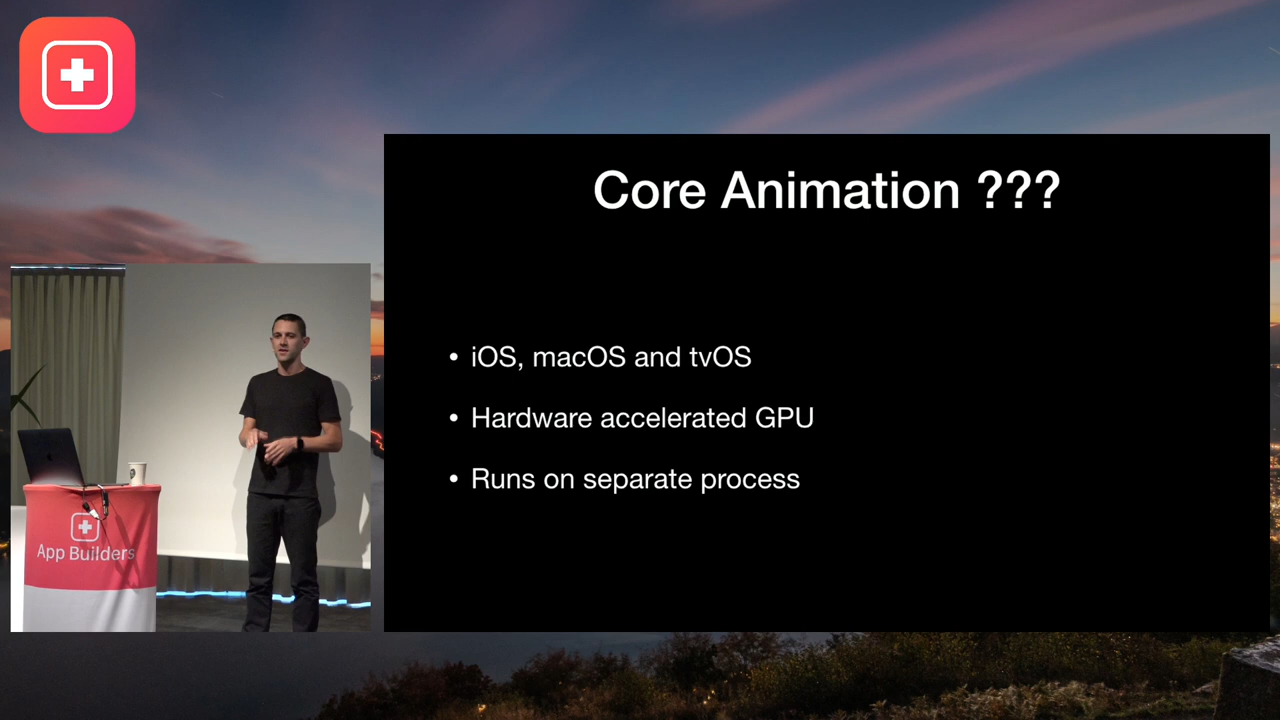 Core Animation ???
• iOS, macOS and tvOS
• Hardware accelerated GPU
• Runs on separate process
App Builders